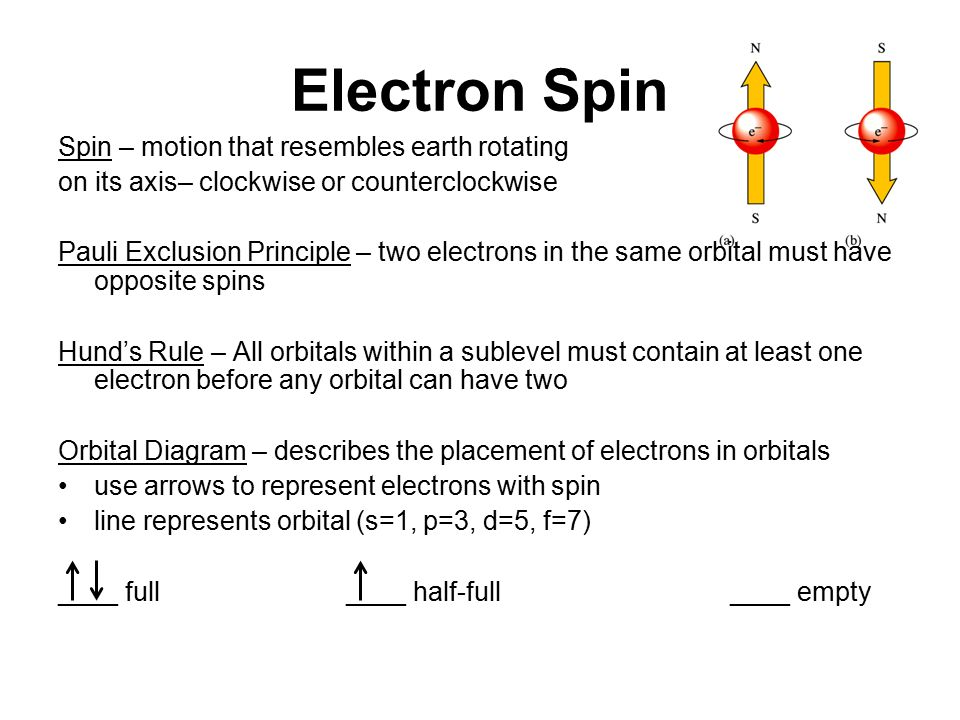 Electron Spin
N S
e– e–
S N
(a) (b)
Spin – motion that resembles earth rotating
on its axis– clockwise or counterclockwise
Pauli Exclusion Principle – two electrons in the same orbital must have
opposite spins
Hund’s Rule – All orbitals within a sublevel must contain at least one
electron before any orbital can have two
Orbital Diagram – describes the placement of electrons in orbitals
• use arrows to represent electrons with spin
• line represents orbital (s=1, p=3, d=5, f=7)
____ full ____ half-full ____ empty